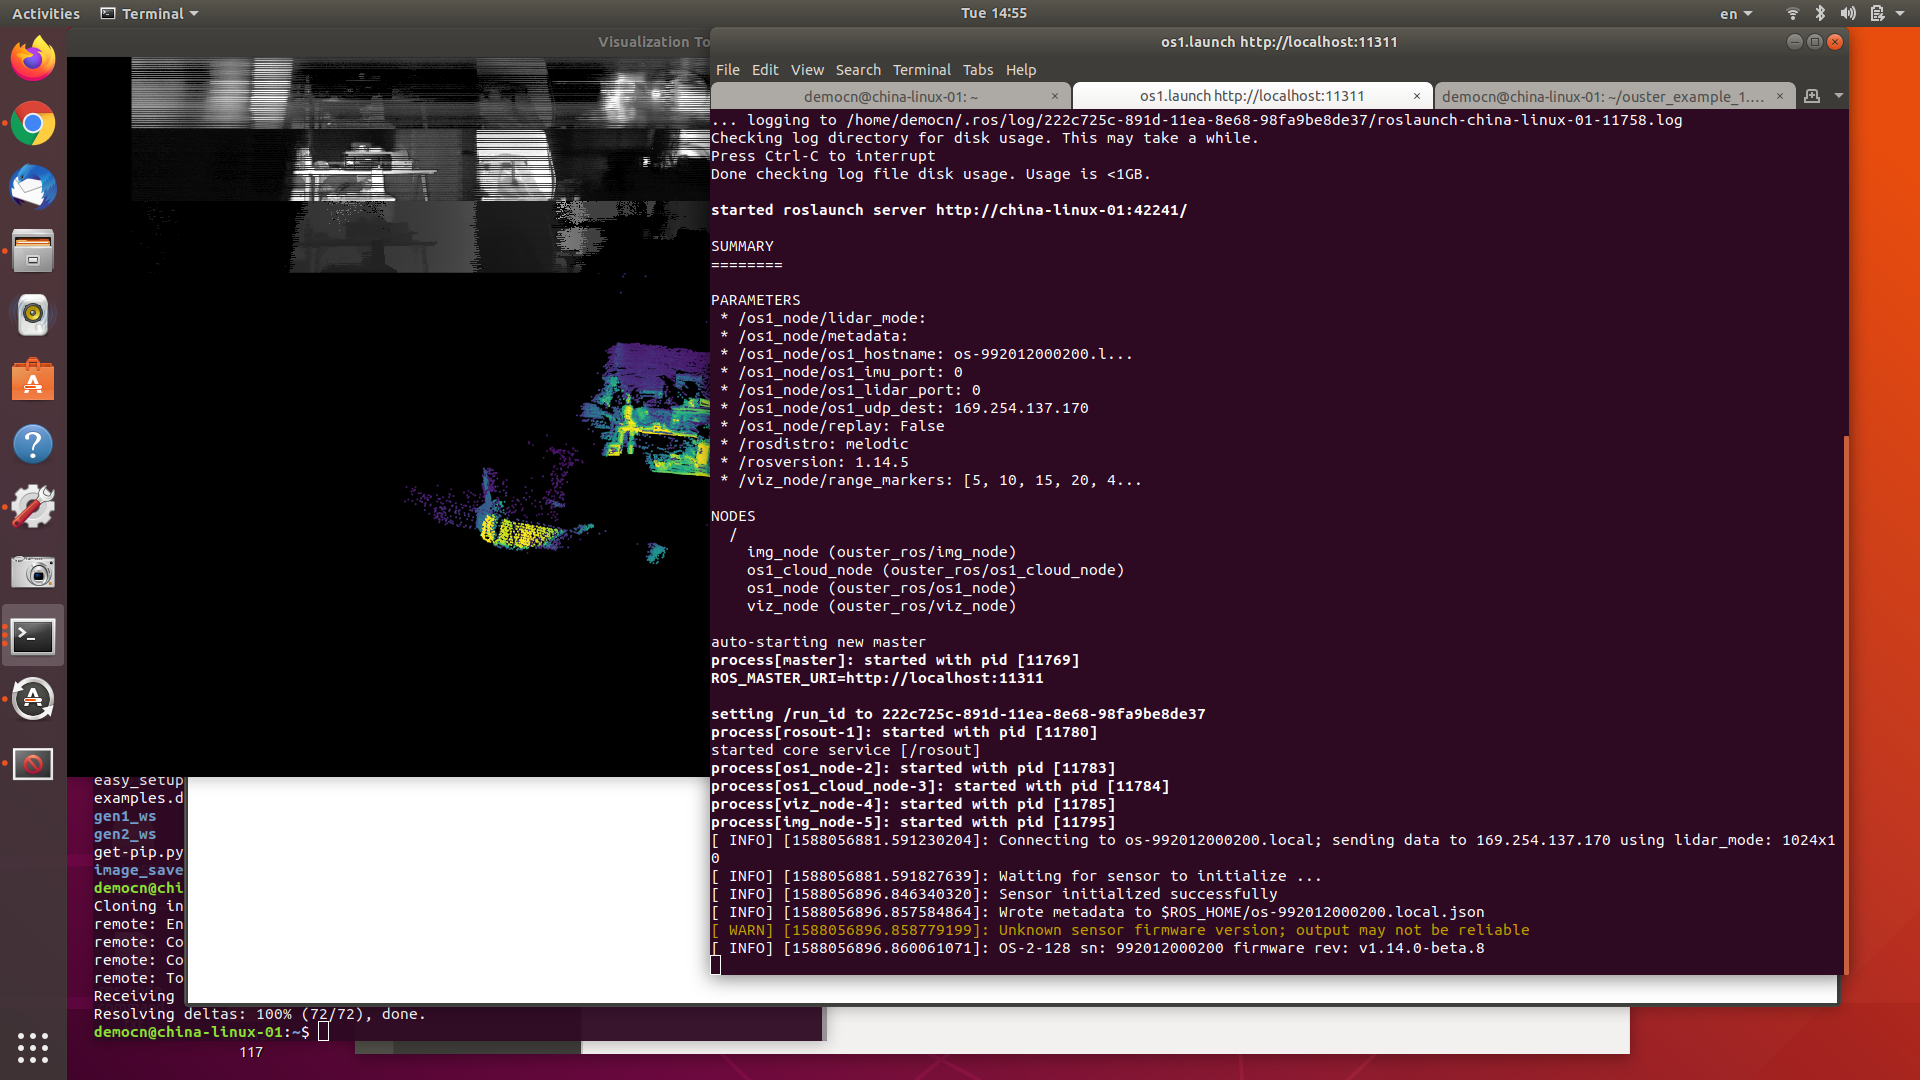 Activities Terminal Tue 14:55 en
Visualization To
os1.launch http://localhost:11311
File Edit View Search Terminal Tabs Help
democn@china-linux-01: ~ × os1.launch http://localhost:11311 × democn@china-linux-01: ~/ouster_example_1.... ×
... logging to /home/democn/.ros/log/222c725c-891d-11ea-8e68-98fa9be8de37/roslaunch-china-linux-01-11758.log
Checking log directory for disk usage. This may take a while.
Press Ctrl-C to interrupt
Done checking log file disk usage. Usage is <1GB.
started roslaunch server http://china-linux-01:42241/
SUMMARY
========
PARAMETERS
* /os1_node/lidar_mode:
* /os1_node/metadata:
* /os1_node/os1_hostname: os-992012000200.l...
* /os1_node/os1_imu_port: 0
* /os1_node/os1_lidar_port: 0
* /os1_node/os1_udp_dest: 169.254.137.170
* /os1_node/replay: False
* /rosdistro: melodic
* /rosversion: 1.14.5
* /viz_node/range_markers: [5, 10, 15, 20, 4...
NODES
/
img_node (ouster_ros/img_node)
os1_cloud_node (ouster_ros/os1_cloud_node)
os1_node (ouster_ros/os1_node)
viz_node (ouster_ros/viz_node)
auto-starting new master
process[master]: started with pid [11769]
ROS_MASTER_URI=http://localhost:11311
setting /run_id to 222c725c-891d-11ea-8e68-98fa9be8de37
process[rosout-1]: started with pid [11780]
started core service [/rosout]
process[os1_node-2]: started with pid [11783]
process[os1_cloud_node-3]: started with pid [11784]
process[viz_node-4]: started with pid [11785]
process[img_node-5]: started with pid [11795]
[ INFO] [1588056881.591230204]: Connecting to os-992012000200.local; sending data to 169.254.137.170 using lidar_mode: 1024x1
0
[ INFO] [1588056881.591827639]: Waiting for sensor to initialize ...
[ INFO] [1588056896.846340320]: Sensor initialized successfully
[ INFO] [1588056896.857584864]: Wrote metadata to $ROS_HOME/os-992012000200.local.json
[ WARN] [1588056896.858779199]: Unknown sensor firmware version; output may not be reliable
[ INFO] [1588056896.860061071]: OS-2-128 sn: 992012000200 firmware rev: v1.14.0-beta.8
easy_setup
examples.d
gen1_ws
gen2_ws
get-pip.py
image_save
democn@chi
Cloning in
remote: En
remote: Co
remote: Co
remote: To
Receiving
Resolving deltas: 100% (72/72), done.
democn@china-linux-01:~$
117